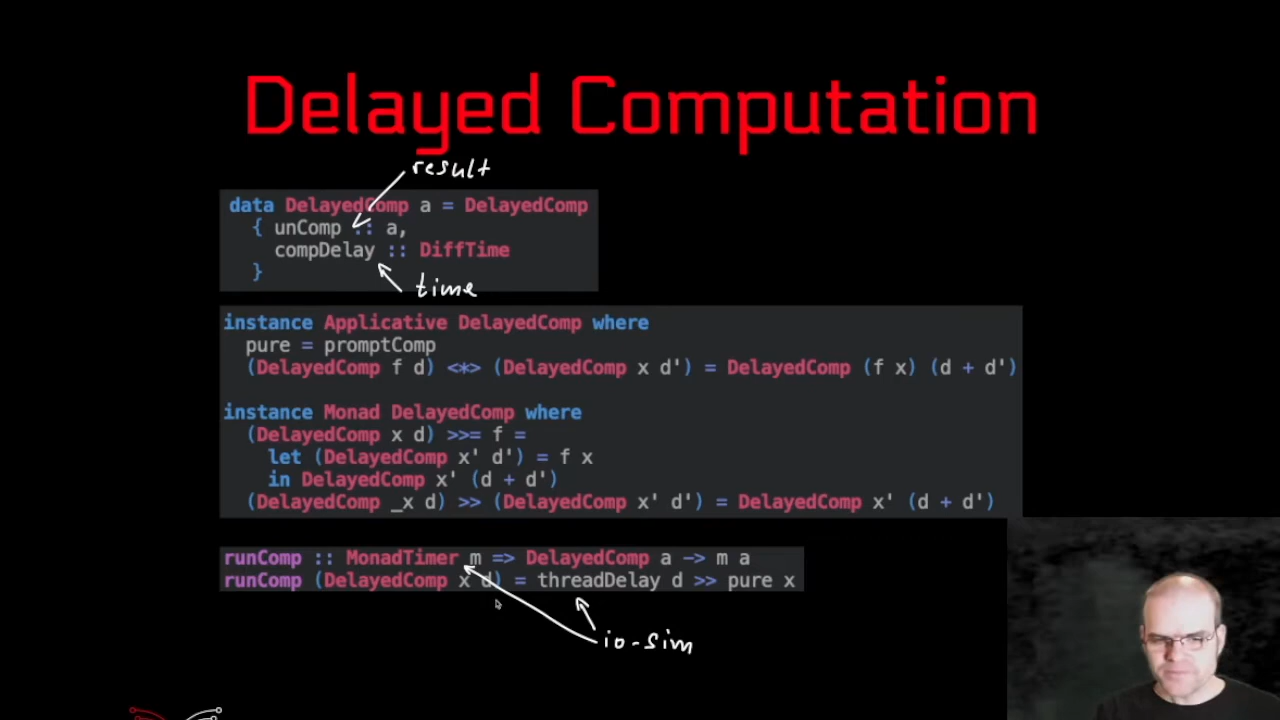 Delayed Computation
result
data DelayedComp a = DelayedComp
{ unComp :: a,
compDelay :: DiffTime
}
time
instance Applicative DelayedComp where
pure = promptComp
(DelayedComp f d) <*> (DelayedComp x d') = DelayedComp (f x) (d + d')
instance Monad DelayedComp where
(DelayedComp x d) >>= f =
let (DelayedComp x' d') = f x
in DelayedComp x' (d + d')
(DelayedComp _x d) >> (DelayedComp x' d') = DelayedComp x' (d + d')
runComp :: MonadTimer m => DelayedComp a -> m a
runComp (DelayedComp x d) = threadDelay d >> pure x
io-sim